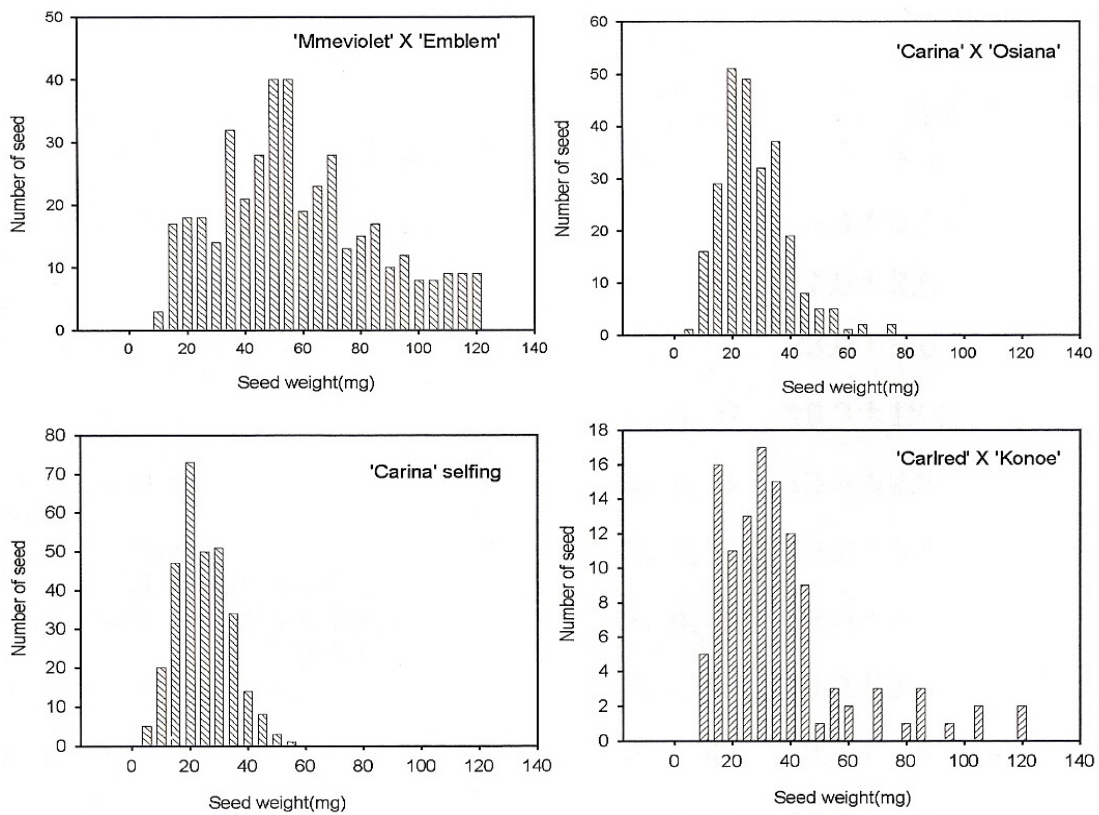 'Mmeviolet' X 'Emblem'
Number of seed
50
40
30
20
10
0
0 20 40 60 80 100 120 140
Seed weight(mg)
'Carina' X 'Osiana'
Number of seed
60
50
40
30
20
10
0
0 20 40 60 80 100 120 140
Seed weight(mg)
'Carina' selfing
Number of seed
80
70
60
50
40
30
20
10
0
0 20 40 60 80 100 120 140
Seed weight(mg)
'Carlred' X 'Konoe'
Number of seed
18
16
14
12
10
8
6
4
2
0
0 20 40 60 80 100 120 140
Seed weight(mg)